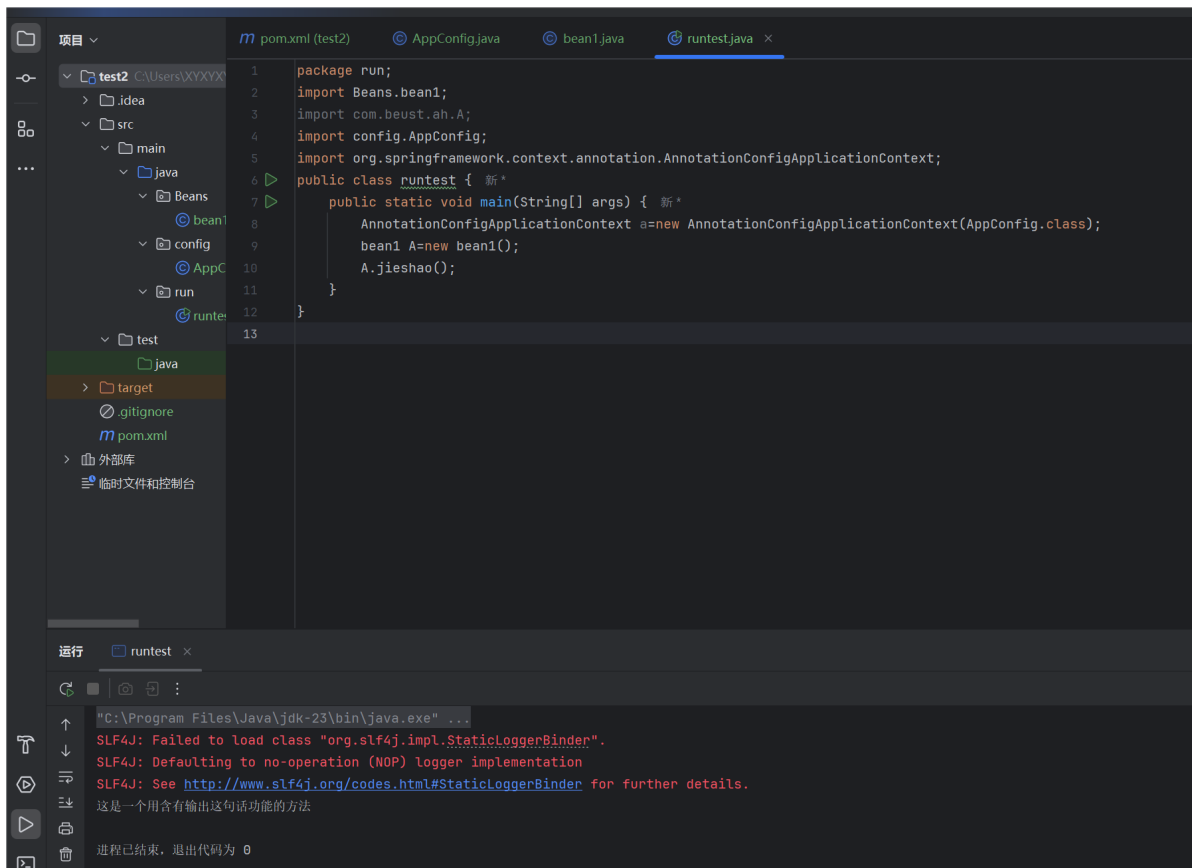 项目
pom.xml (test2)
AppConfig.java
bean1.java
runtest.java
test2 C:\Users\XYXYX
.idea
src
main
java
Beans
bean1
config
AppC
run
runtes
test
java
target
.gitignore
pom.xml
外部库
临时文件和控制台
1 package run;
2 import Beans.bean1;
3 import com.beust.ah.A;
4 import config.AppConfig;
5 import org.springframework.context.annotation.AnnotationConfigApplicationContext;
6 public class runtest { 新 *
7 public static void main(String[] args) { 新 *
8 AnnotationConfigApplicationContext a=new AnnotationConfigApplicationContext(AppConfig.class);
9 bean1 A=new bean1();
10 A.jieshao();
11 }
12 }
13
运行
runtest
"C:\Program Files\Java\jdk-23\bin\java.exe" ...
SLF4J: Failed to load class "org.slf4j.impl.StaticLoggerBinder".
SLF4J: Defaulting to no-operation (NOP) logger implementation
SLF4J: See http://www.slf4j.org/codes.html#StaticLoggerBinder for further details.
这是一个用含有输出这句话功能的方法
进程已结束，退出代码为 0